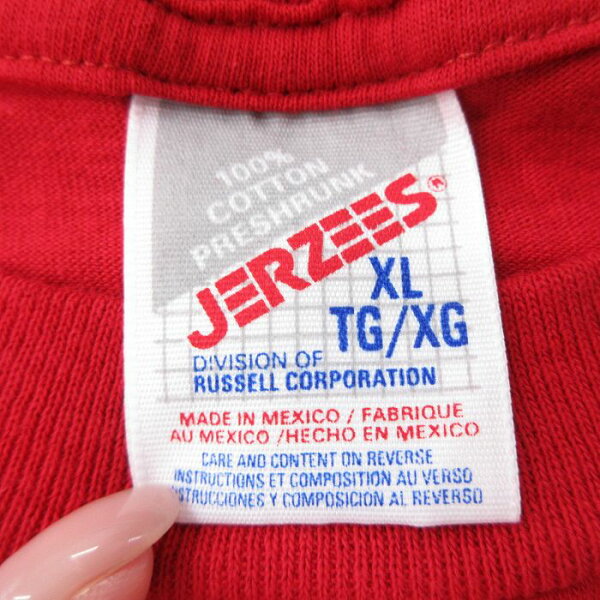 100%
COTTON
PRESHRUNK
JERZEES®
XL
TG/XG
DIVISION OF
RUSSELL CORPORATION
MADE IN MEXICO / FABRIQUE
AU MEXICO / HECHO EN MEXICO
CARE AND CONTENT ON REVERSE
INSTRUCTIONS ET COMPOSITION AU VERSO
INSTRUCCIONES Y COMPOSICION AL REVERSO